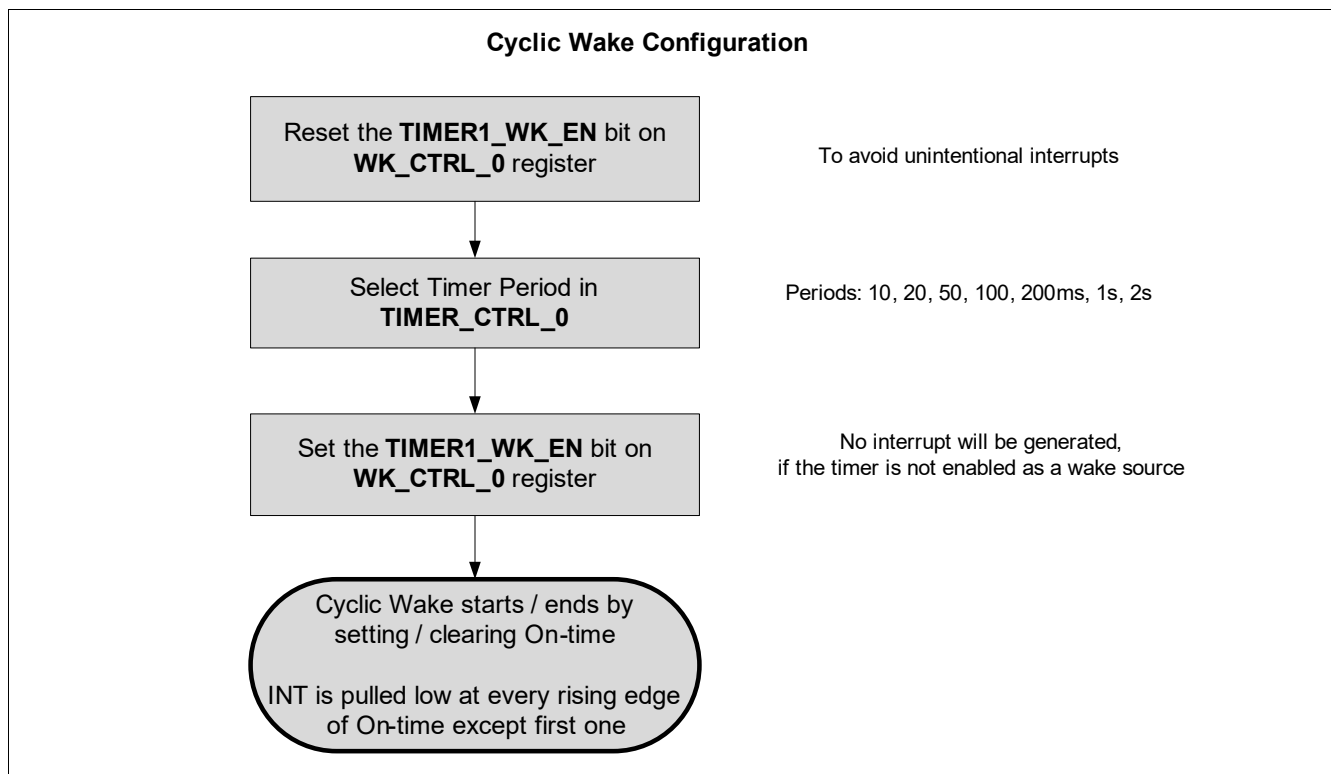 Cyclic Wake Configuration
Reset the TIMER1_WK_EN bit on
WK_CTRL_0 register
To avoid unintentional interrupts
Select Timer Period in
TIMER_CTRL_0
Periods: 10, 20, 50, 100, 200ms, 1s, 2s
Set the TIMER1_WK_EN bit on
WK_CTRL_0 register
No interrupt will be generated,
if the timer is not enabled as a wake source
Cyclic Wake starts / ends by
setting / clearing On-time
INT is pulled low at every rising edge
of On-time except first one